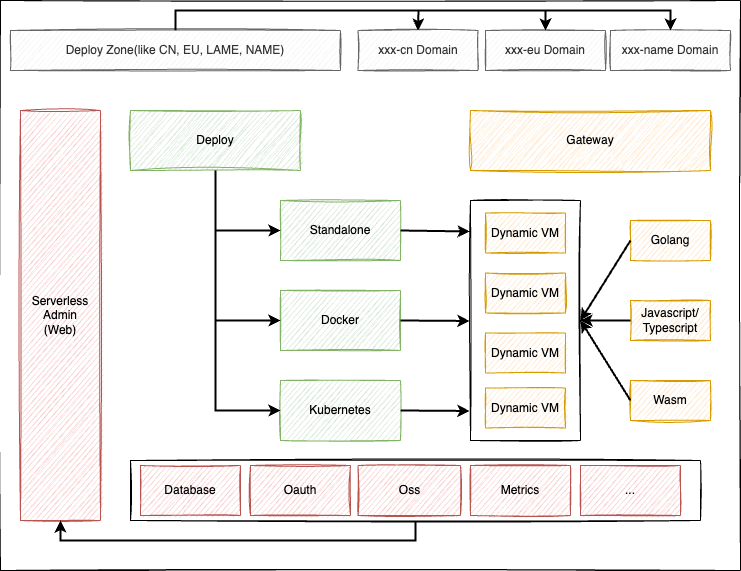 Deploy Zone(like CN, EU, LAME, NAME)
xxx-cn Domain
xxx-eu Domain
xxx-name Domain
Deploy
Gateway
Serverless
Admin
(Web)
Standalone
Docker
Kubernetes
Dynamic VM
Dynamic VM
Dynamic VM
Dynamic VM
Golang
Javascript/
Typescript
Wasm
Database
Oauth
Oss
Metrics
...